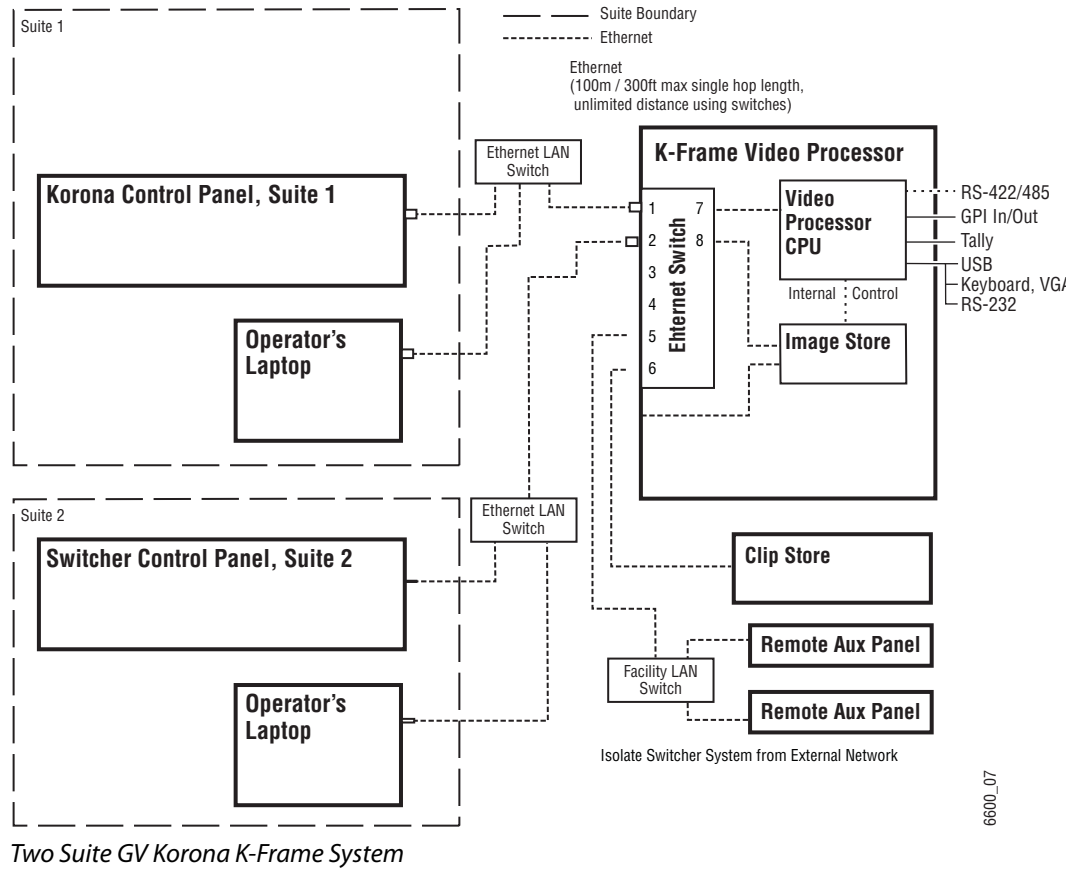 Suite 1
Suite Boundary
Ethernet
Ethernet
(100m / 300ft max single hop length,
unlimited distance using switches)
Ethernet LAN
Switch
K-Frame Video Processor
Korona Control Panel, Suite 1
1 7
2 8
3
4
5
6
Ehternet Switch
Video
Processor
CPU
RS-422/485
GPI In/Out
Tally
USB
Keyboard, VGA
RS-232
Internal Control
Image Store
Operator's
Laptop
Suite 2
Ethernet LAN
Switch
Switcher Control Panel, Suite 2
Clip Store
Remote Aux Panel
Facility LAN
Switch
Remote Aux Panel
Operator's
Laptop
Isolate Switcher System from External Network
6600_07
Two Suite GV Korona K-Frame System